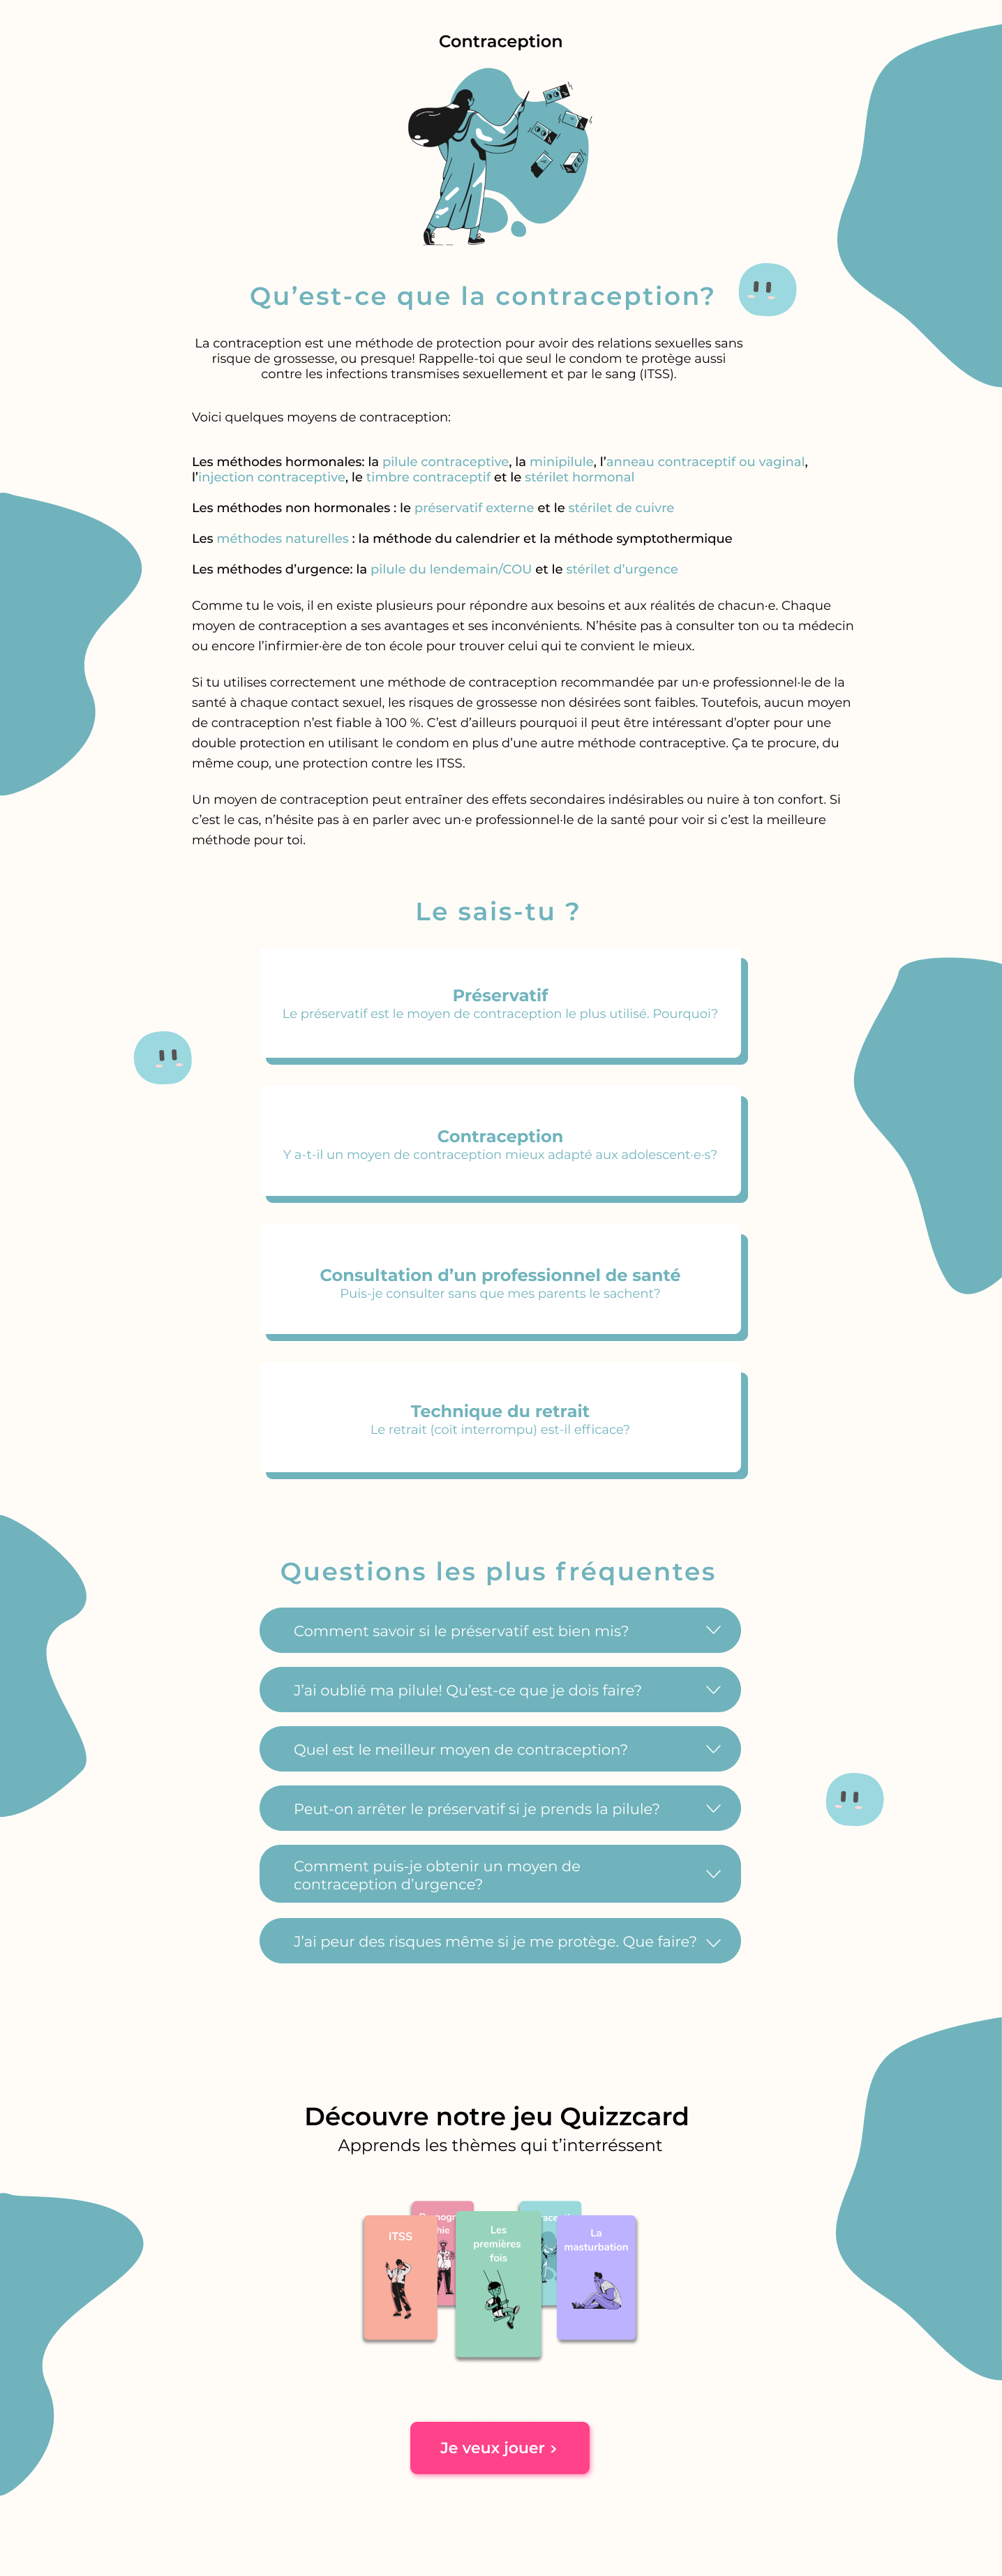 Contraception
Qu’est-ce que la contraception?
La contraception est une méthode de protection pour avoir des relations sexuelles sans
risque de grossesse, ou presque! Rappelle-toi que seul le condom te protège aussi
contre les infections transmises sexuellement et par le sang (ITSS).
Voici quelques moyens de contraception:
Les méthodes hormonales: la pilule contraceptive, la minipilule, l’anneau contraceptif ou vaginal,
l’injection contraceptive, le timbre contraceptif et le stérilet hormonal
Les méthodes non hormonales : le préservatif externe et le stérilet de cuivre
Les méthodes naturelles : la méthode du calendrier et la méthode symptothermique
Les méthodes d’urgence: la pilule du lendemain/COU et le stérilet d’urgence
Comme tu le vois, il en existe plusieurs pour répondre aux besoins et aux réalités de chacun·e. Chaque
moyen de contraception a ses avantages et ses inconvénients. N’hésite pas à consulter ton ou ta médecin
ou encore l’infirmier·ère de ton école pour trouver celui qui te convient le mieux.
Si tu utilises correctement une méthode de contraception recommandée par un·e professionnel·le de la
santé à chaque contact sexuel, les risques de grossesse non désirées sont faibles. Toutefois, aucun moyen
de contraception n’est fiable à 100 %. C’est d’ailleurs pourquoi il peut être intéressant d’opter pour une
double protection en utilisant le condom en plus d’une autre méthode contraceptive. Ça te procure, du
même coup, une protection contre les ITSS.
Un moyen de contraception peut entraîner des effets secondaires indésirables ou nuire à ton confort. Si
c’est le cas, n’hésite pas à en parler avec un·e professionnel·le de la santé pour voir si c’est la meilleure
méthode pour toi.
Le sais-tu ?
Préservatif
Le préservatif est le moyen de contraception le plus utilisé. Pourquoi?
Contraception
Y a-t-il un moyen de contraception mieux adapté aux adolescent·e·s?
Consultation d’un professionnel de santé
Puis-je consulter sans que mes parents le sachent?
Technique du retrait
Le retrait (coït interrompu) est-il efficace?
Questions les plus fréquentes
Comment savoir si le préservatif est bien mis?
J’ai oublié ma pilule! Qu’est-ce que je dois faire?
Quel est le meilleur moyen de contraception?
Peut-on arrêter le préservatif si je prends la pilule?
Comment puis-je obtenir un moyen de
contraception d’urgence?
J’ai peur des risques même si je me protège. Que faire?
Découvre notre jeu Quizzcard
Apprends les thèmes qui t’interréssent
ITSS
Les
premières
fois
La
masturbation
Je veux jouer ›